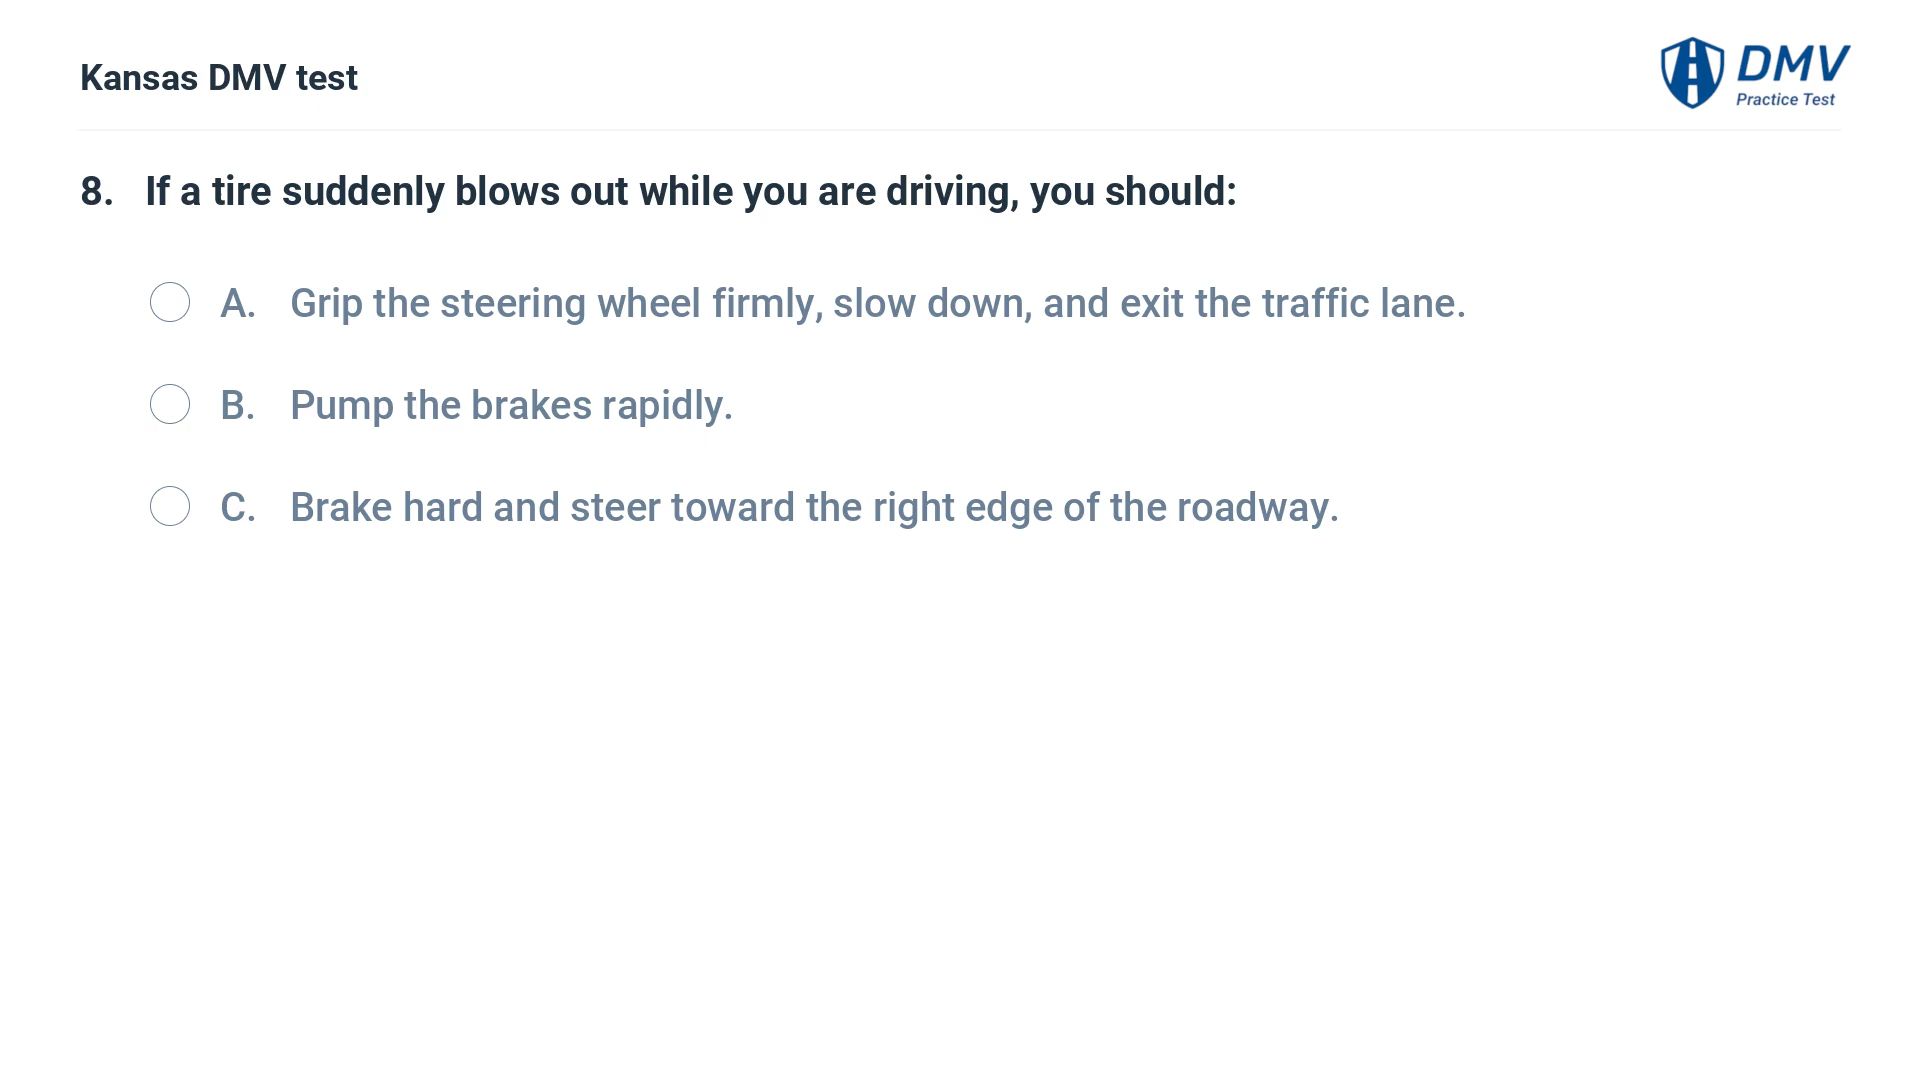 Kansas DMV test
DMV
Practice Test
8. If a tire suddenly blows out while you are driving, you should:
A. Grip the steering wheel firmly, slow down, and exit the traffic lane.
B. Pump the brakes rapidly.
C. Brake hard and steer toward the right edge of the roadway.